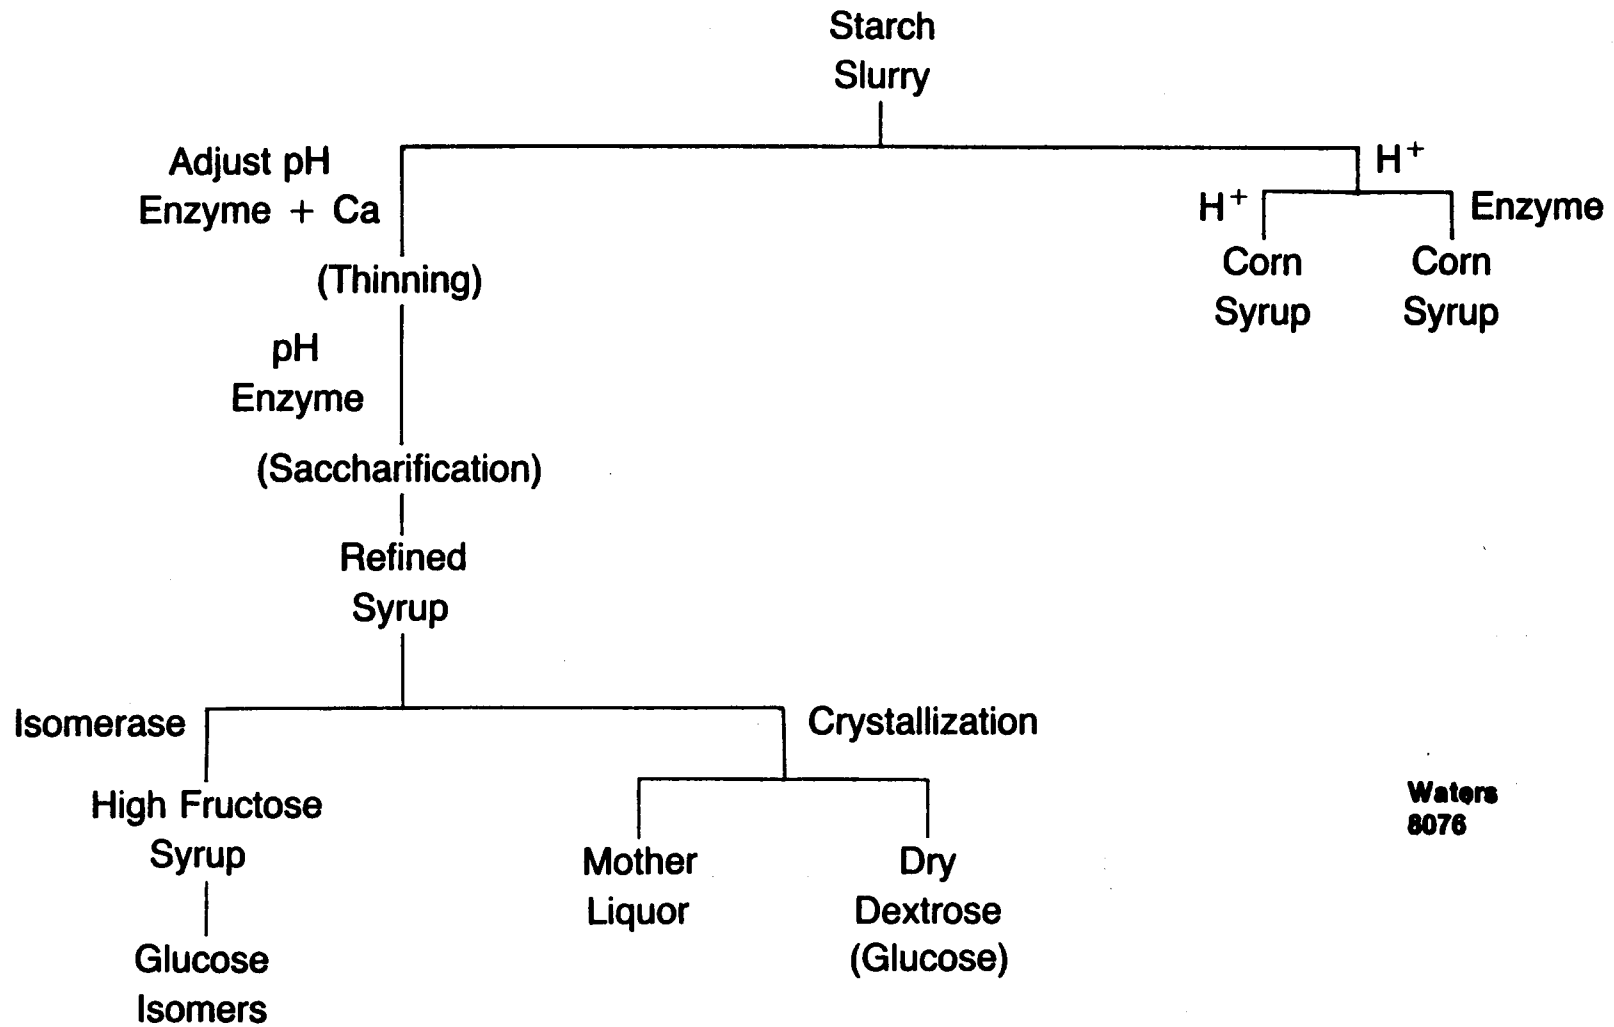 Starch
Slurry
Adjust pH
Enzyme + Ca
H+
H+
Enzyme
(Thinning)
Corn
Syrup
Corn
Syrup
pH
Enzyme
(Saccharification)
Refined
Syrup
Isomerase
Crystallization
High Fructose
Syrup
Mother
Liquor
Dry
Dextrose
(Glucose)
Glucose
Isomers
Waters
8076